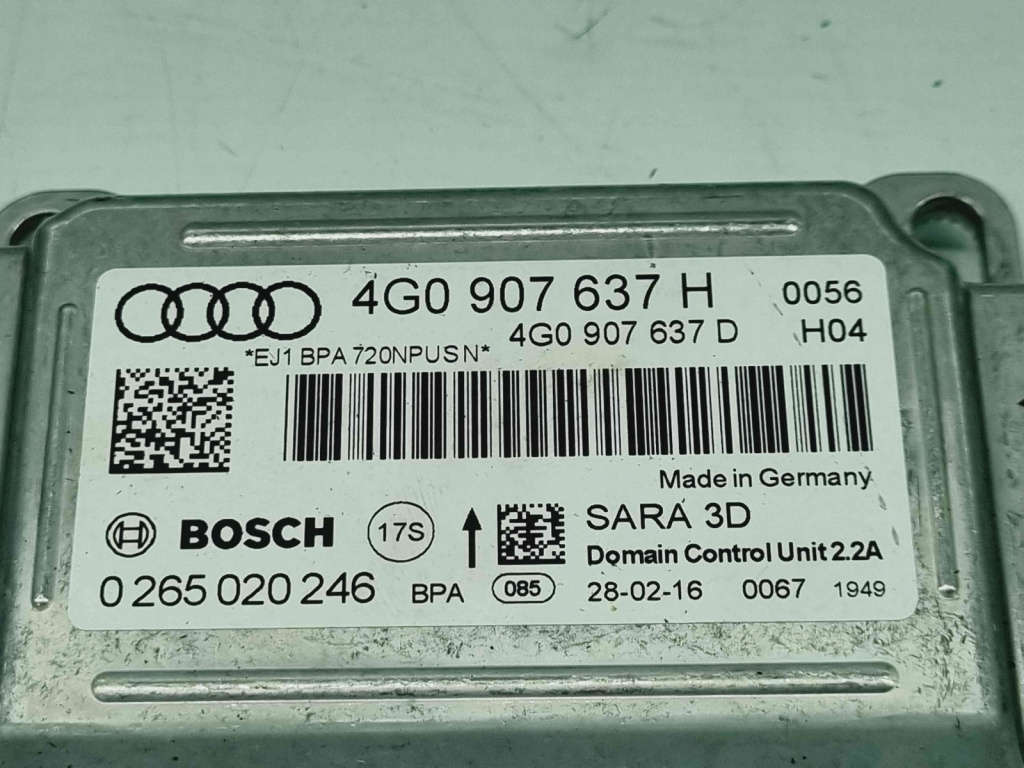 4G0 907 637 H 0056
4G0 907 637 D H04
*EJ1 BPA 720NPUSN*
Made in Germany
BOSCH 17S SARA 3D
Domain Control Unit 2.2A
0 265 020 246 BPA 085 28-02-16 0067 1949